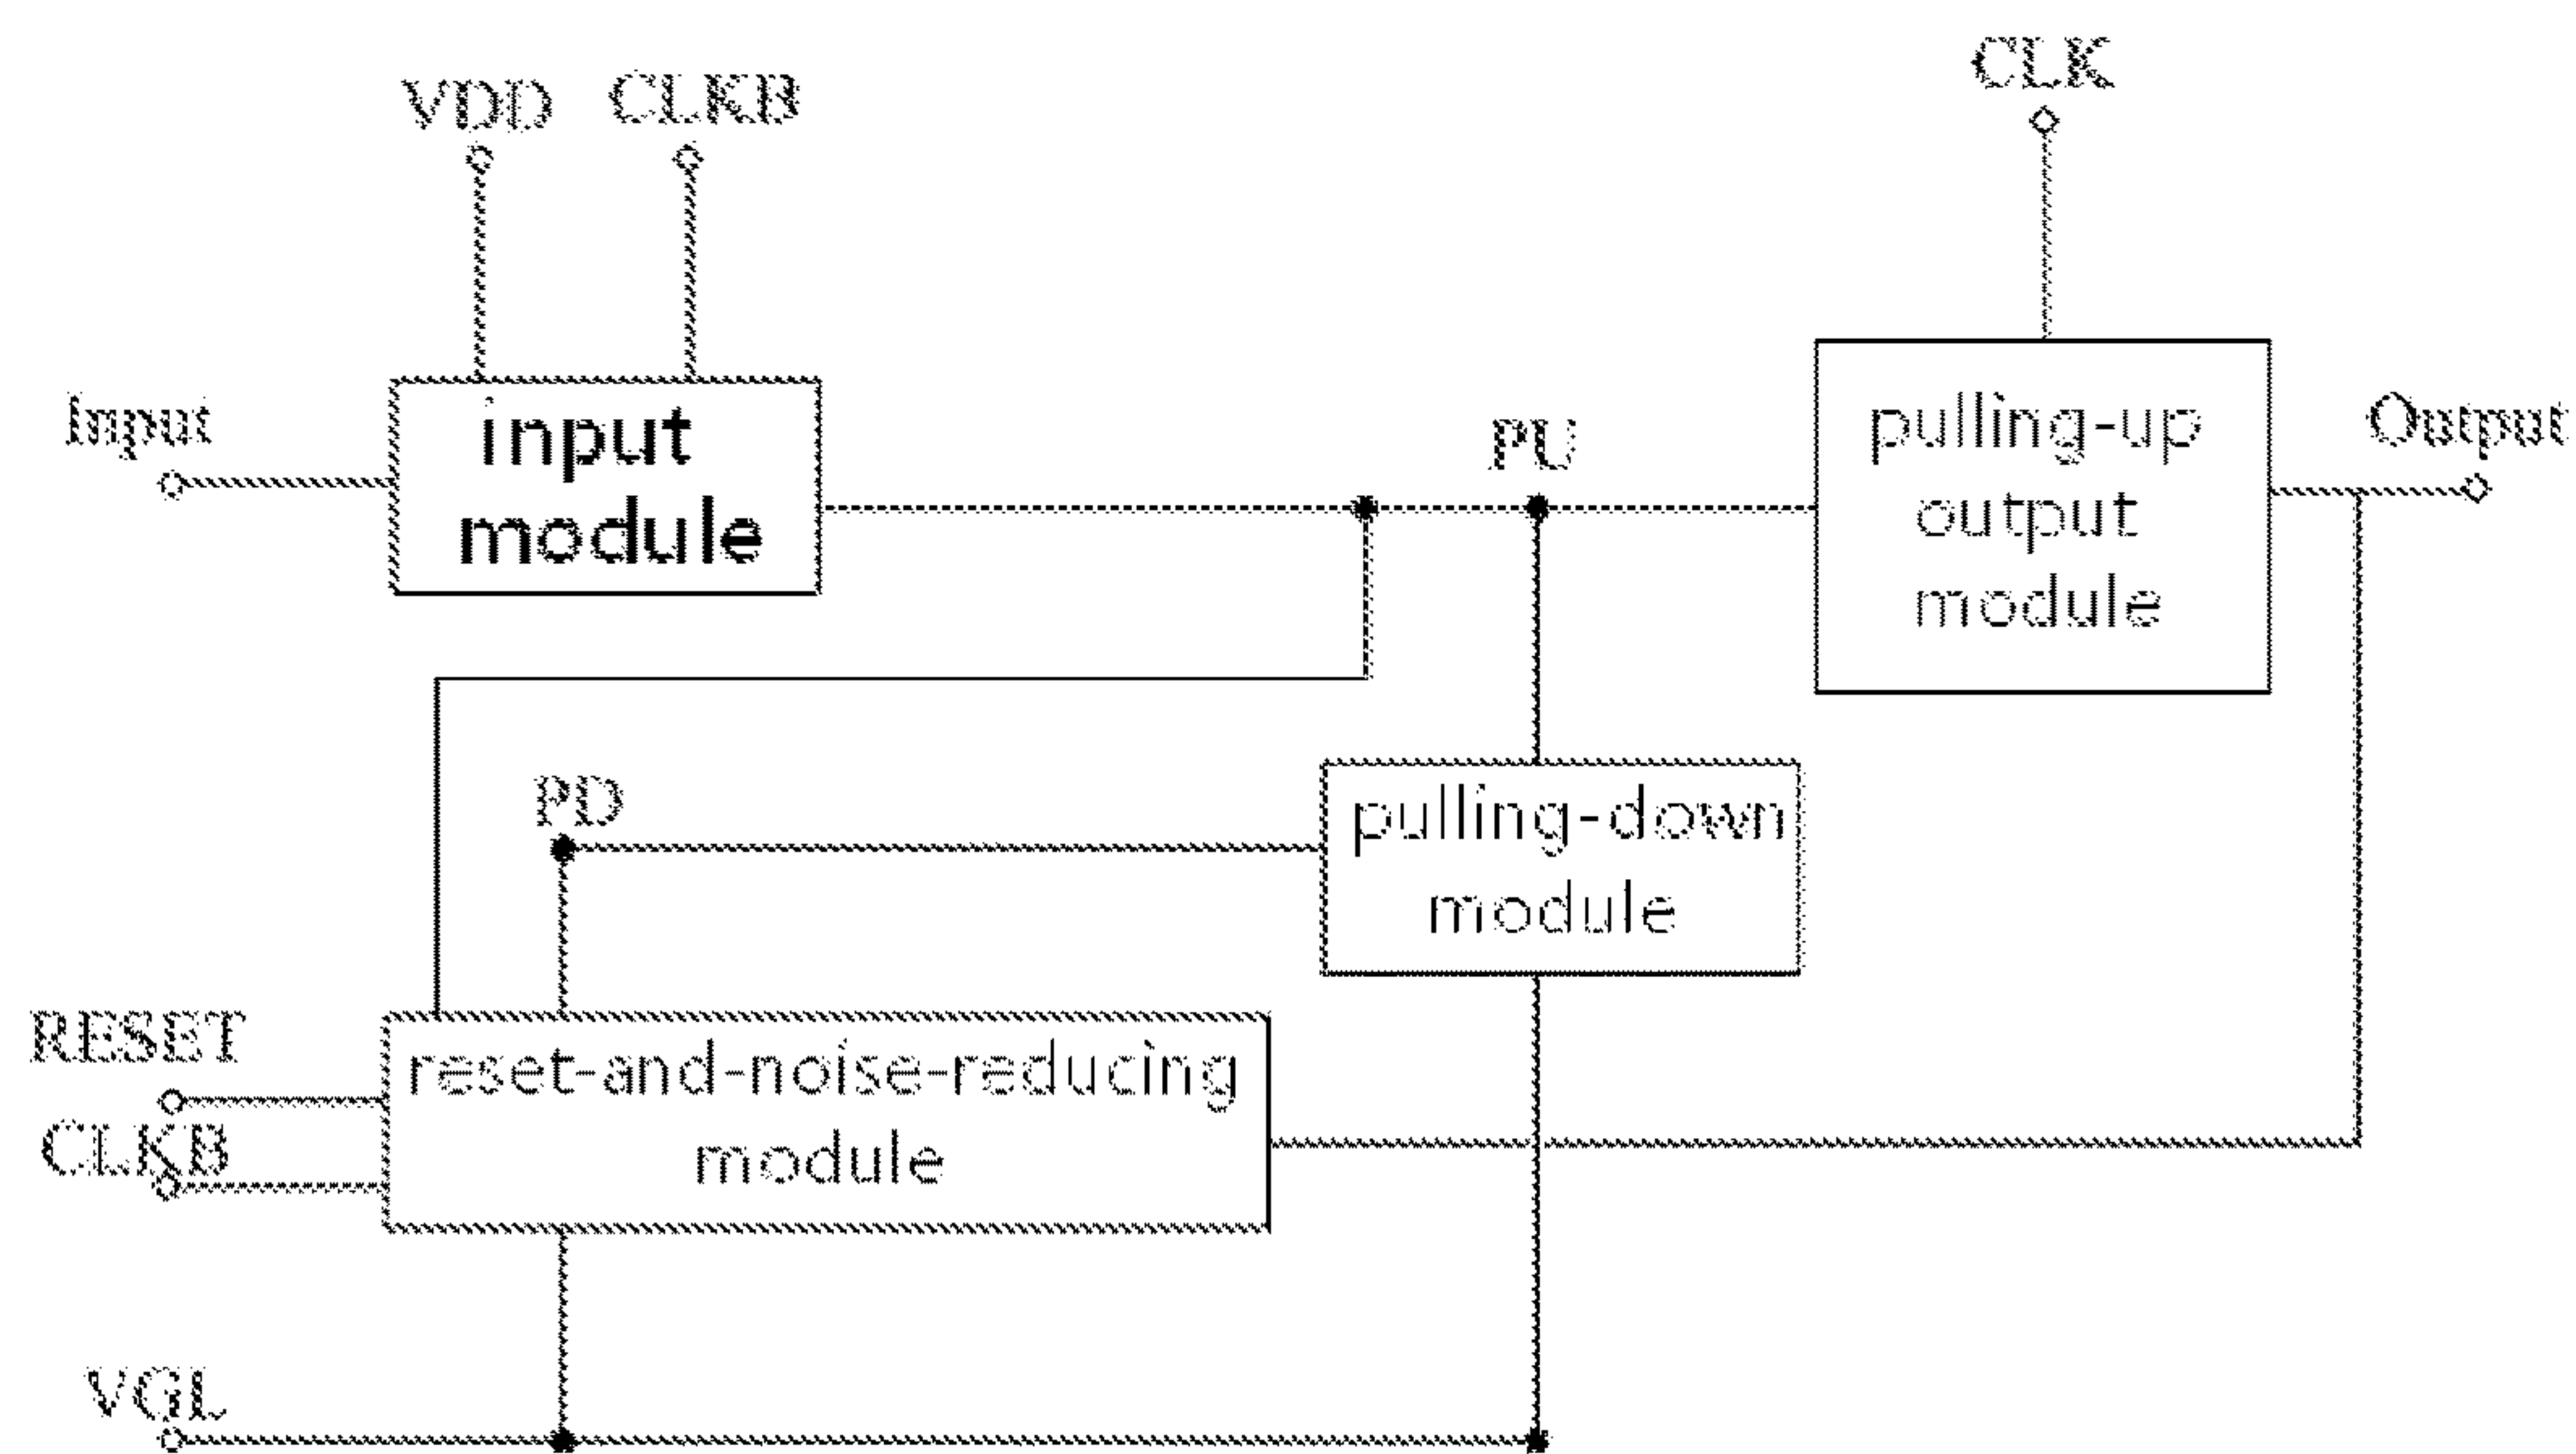 CLK
VDD CLKB
Input
input
module
PU
pulling-up
output
module
Output
PD
pulling-down
module
RESET
CLKB
reset-and-noise-reducing
module
VGL